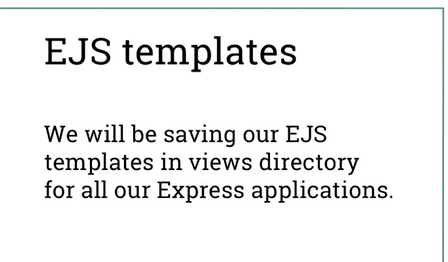 EJS templates
We will be saving our EJS
templates in views directory
for all our Express applications.